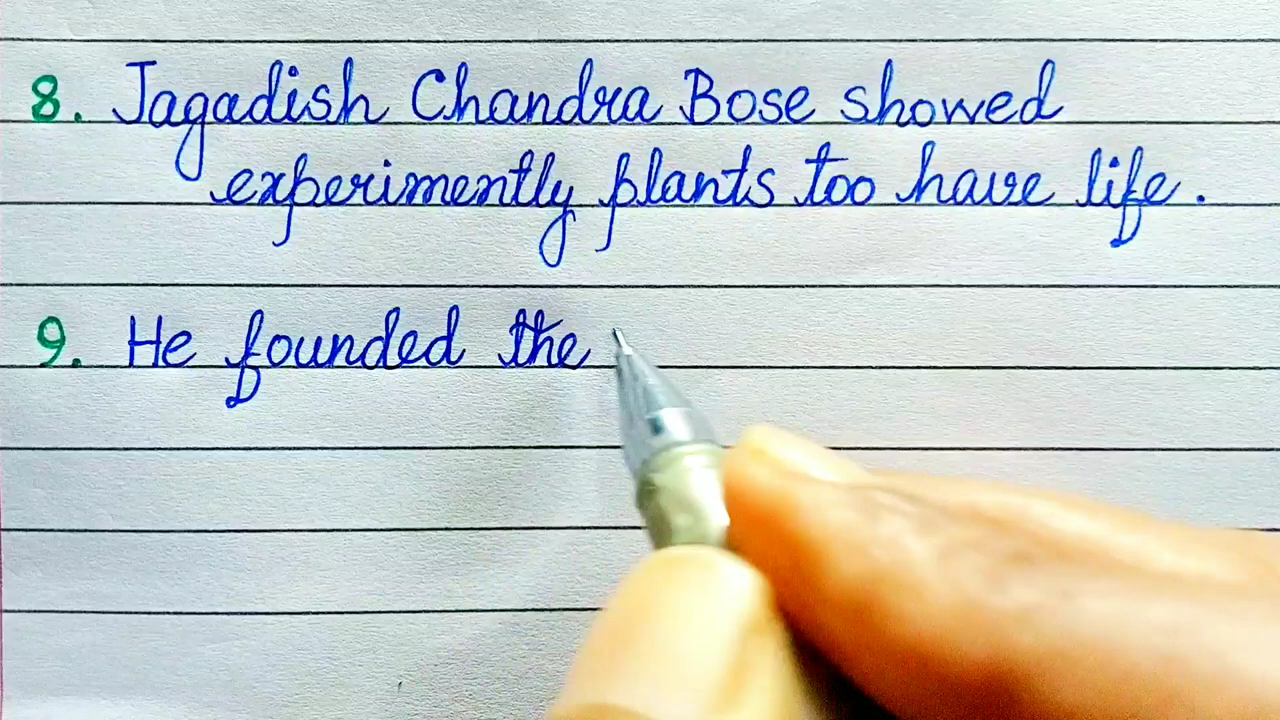 8. Jagadish Chandra Bose showed
experimently plants too have life.
9. He founded the